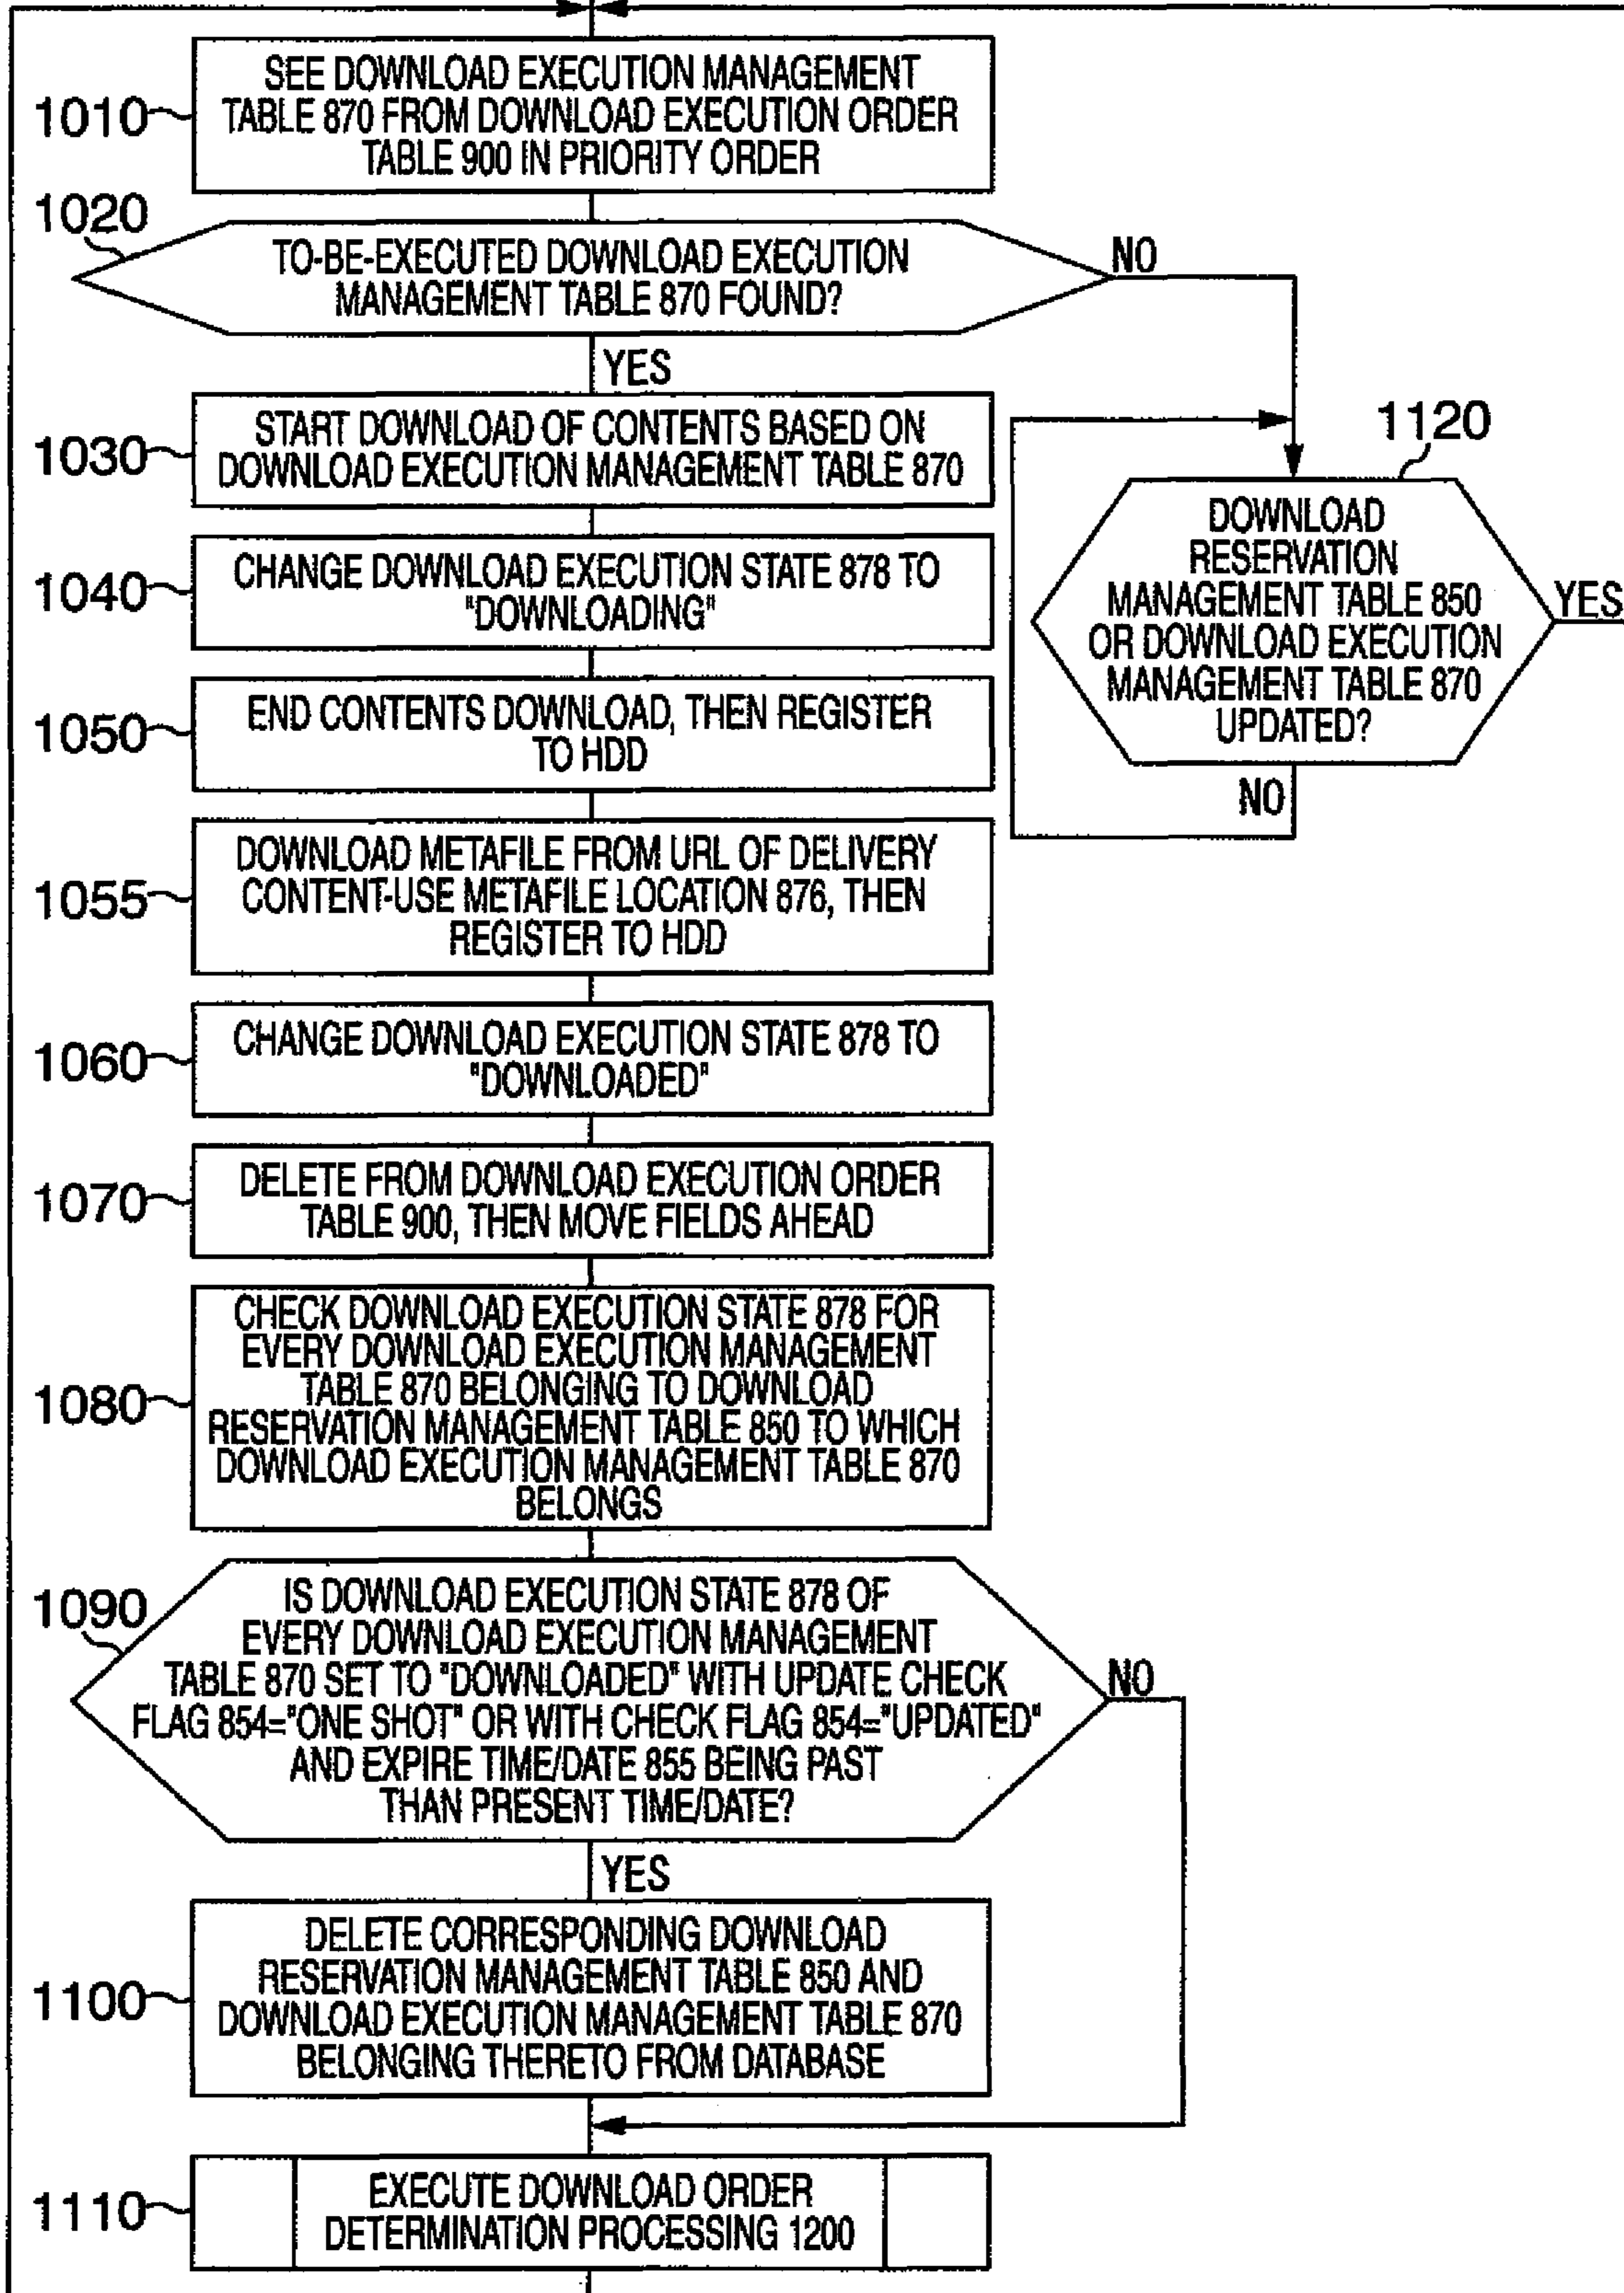 1010
SEE DOWNLOAD EXECUTION MANAGEMENT
TABLE 870 FROM DOWNLOAD EXECUTION ORDER
TABLE 900 IN PRIORITY ORDER
1020
TO-BE-EXECUTED DOWNLOAD EXECUTION
MANAGEMENT TABLE 870 FOUND?
NO
YES
1030
START DOWNLOAD OF CONTENTS BASED ON
DOWNLOAD EXECUTION MANAGEMENT TABLE 870
1120
DOWNLOAD
RESERVATION
MANAGEMENT TABLE 850
OR DOWNLOAD EXECUTION
MANAGEMENT TABLE 870
UPDATED?
YES
NO
1040
CHANGE DOWNLOAD EXECUTION STATE 878 TO
"DOWNLOADING"
1050
END CONTENTS DOWNLOAD, THEN REGISTER
TO HDD
1055
DOWNLOAD METAFILE FROM URL OF DELIVERY
CONTENT-USE METAFILE LOCATION 876, THEN
REGISTER TO HDD
1060
CHANGE DOWNLOAD EXECUTION STATE 878 TO
"DOWNLOADED"
1070
DELETE FROM DOWNLOAD EXECUTION ORDER
TABLE 900, THEN MOVE FIELDS AHEAD
1080
CHECK DOWNLOAD EXECUTION STATE 878 FOR
EVERY DOWNLOAD EXECUTION MANAGEMENT
TABLE 870 BELONGING TO DOWNLOAD
RESERVATION MANAGEMENT TABLE 850 TO WHICH
DOWNLOAD EXECUTION MANAGEMENT TABLE 870
BELONGS
1090
IS DOWNLOAD EXECUTION STATE 878 OF
EVERY DOWNLOAD EXECUTION MANAGEMENT
TABLE 870 SET TO "DOWNLOADED" WITH UPDATE CHECK
FLAG 854="ONE SHOT" OR WITH CHECK FLAG 854="UPDATED"
AND EXPIRE TIME/DATE 855 BEING PAST
THAN PRESENT TIME/DATE?
NO
YES
1100
DELETE CORRESPONDING DOWNLOAD
RESERVATION MANAGEMENT TABLE 850 AND
DOWNLOAD EXECUTION MANAGEMENT TABLE 870
BELONGING THERETO FROM DATABASE
1110
EXECUTE DOWNLOAD ORDER
DETERMINATION PROCESSING 1200